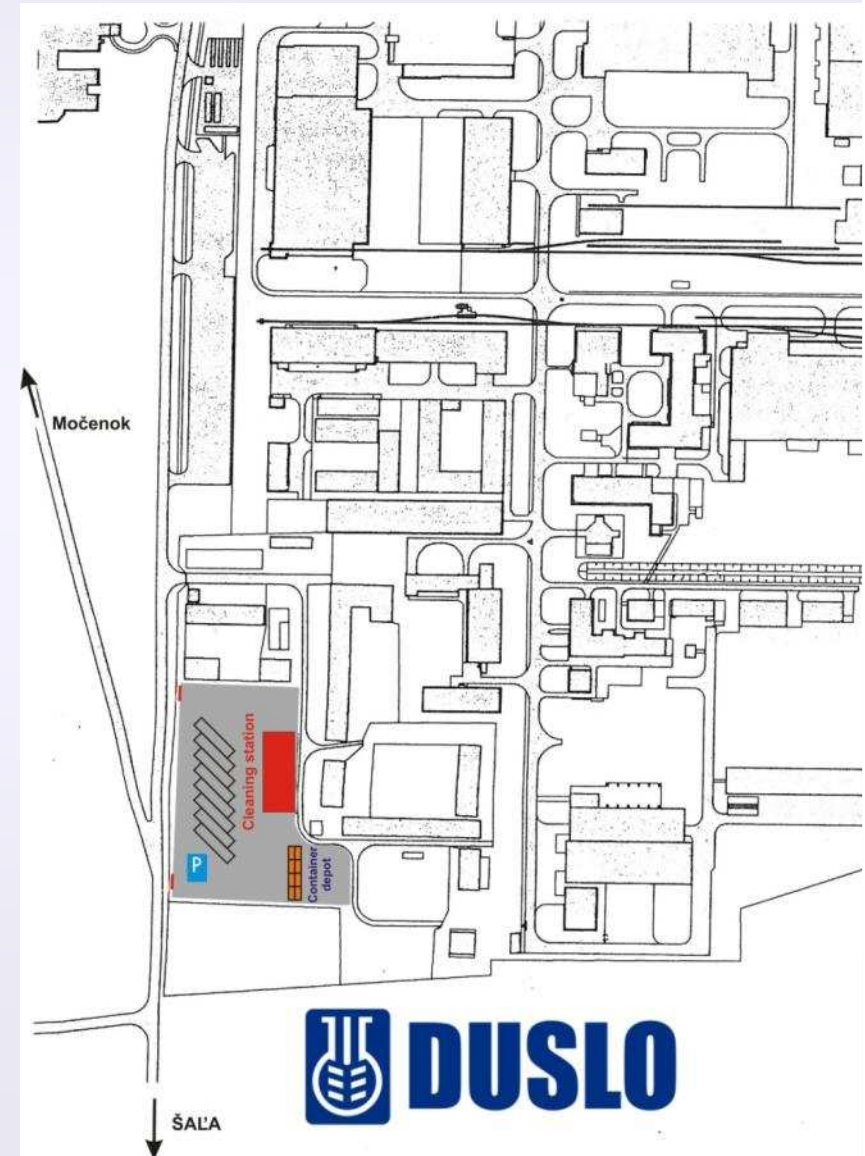 Močenok
Cleaning station
P
Container
depot
DUSLO
ŠAĽA